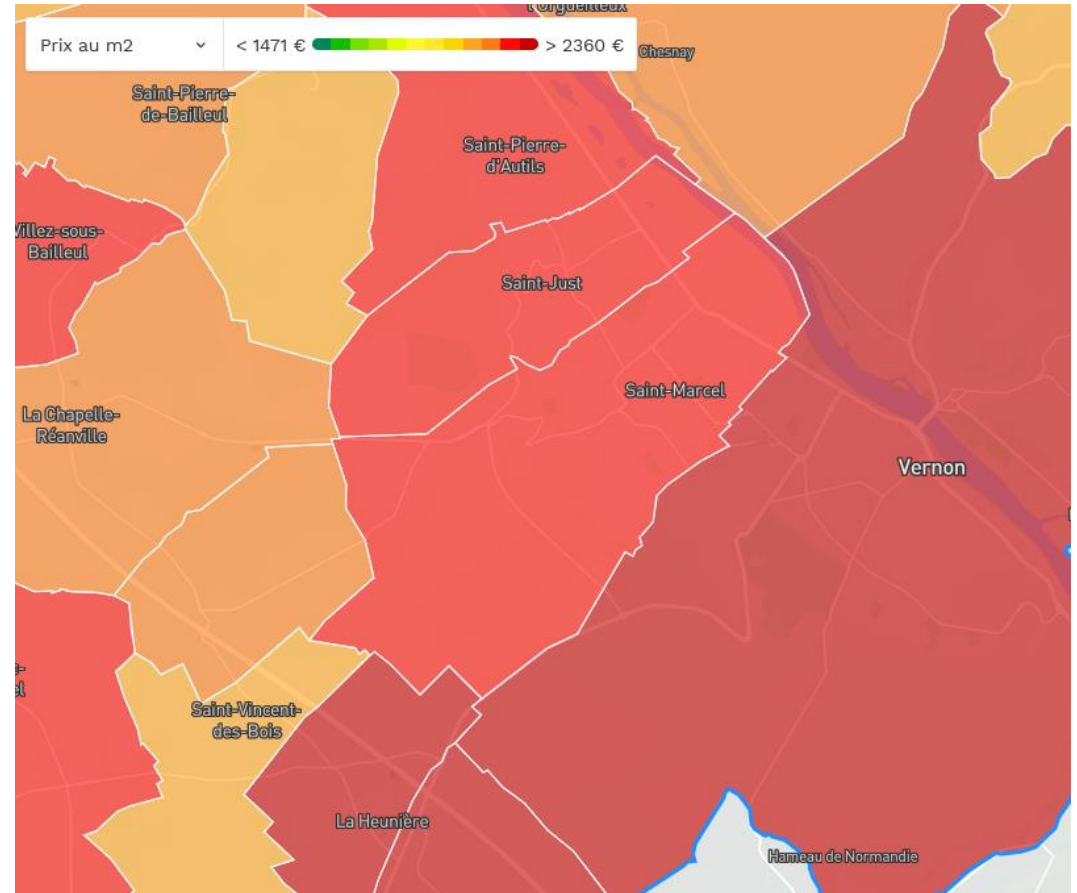 l'Orgueilleux
Prix au m2
< 1471 €
> 2360 €
Chesnay
Saint-Pierre-
de-Bailleul
Saint-Pierre-
d'Autils
Villez-sous-
Bailleul
Saint-Just
Saint-Marcel
La Chapelle-
Réanville
Vernon
Saint-Vincent-
des-Bois
La Heunière
Hameau de Normandie